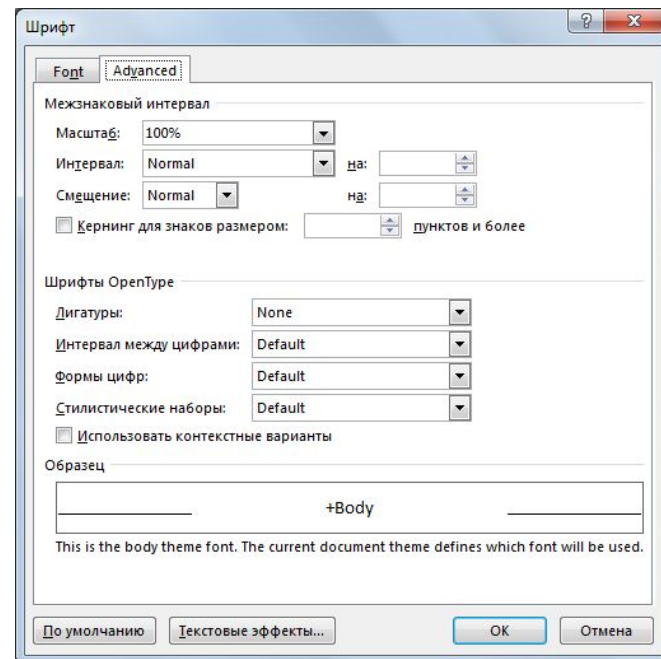 Шрифт
Font Advanced
Межзнаковый интервал
Масштаб: 100%
Интервал: Normal на:
Смещение: Normal на:
Кернинг для знаков размером: пунктов и более
Шрифты OpenType
Лигатуры: None
Интервал между цифрами: Default
Формы цифр: Default
Стилистические наборы: Default
Использовать контекстные варианты
Образец
+Body
This is the body theme font. The current document theme defines which font will be used.
По умолчанию Текстовые эффекты... OK Отмена